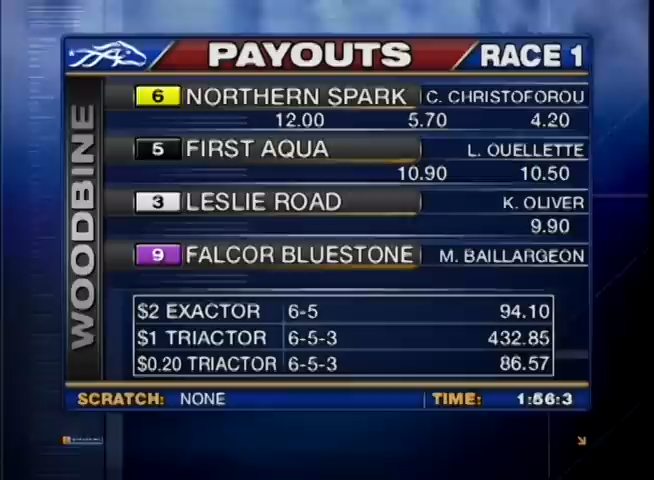 PAYOUTS RACE 1
WOODBINE
6 NORTHERN SPARK C. CHRISTOFOROU
12.00 5.70 4.20
5 FIRST AQUA L. OUELLETTE
10.90 10.50
3 LESLIE ROAD K. OLIVER
9.90
9 FALCOR BLUESTONE M. BAILLARGEON
$2 EXACTOR 6-5 94.10
$1 TRIACTOR 6-5-3 432.85
$0.20 TRIACTOR 6-5-3 86.57
SCRATCH: NONE TIME: 1:56:3